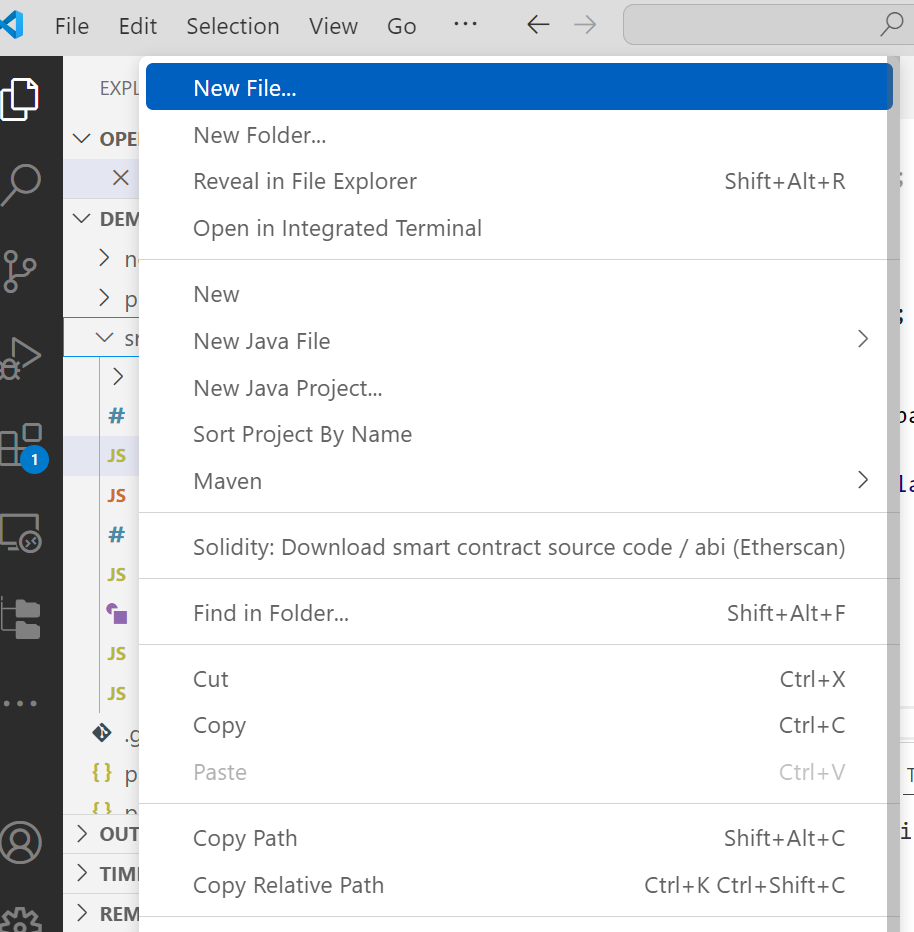 File Edit Selection View Go ...
EXPL
New File...
OPE
New Folder...
Reveal in File Explorer Shift+Alt+R
DEM
Open in Integrated Terminal
New
sr
New Java File
New Java Project...
#
Sort Project By Name
JS
1
Maven
JS
#
Solidity: Download smart contract source code / abi (Etherscan)
JS
Find in Folder... Shift+Alt+F
JS
Cut Ctrl+X
JS
Copy Ctrl+C
.g
Paste Ctrl+V
{ } p
{ } p
OUT
Copy Path Shift+Alt+C
TIM
Copy Relative Path Ctrl+K Ctrl+Shift+C
REM